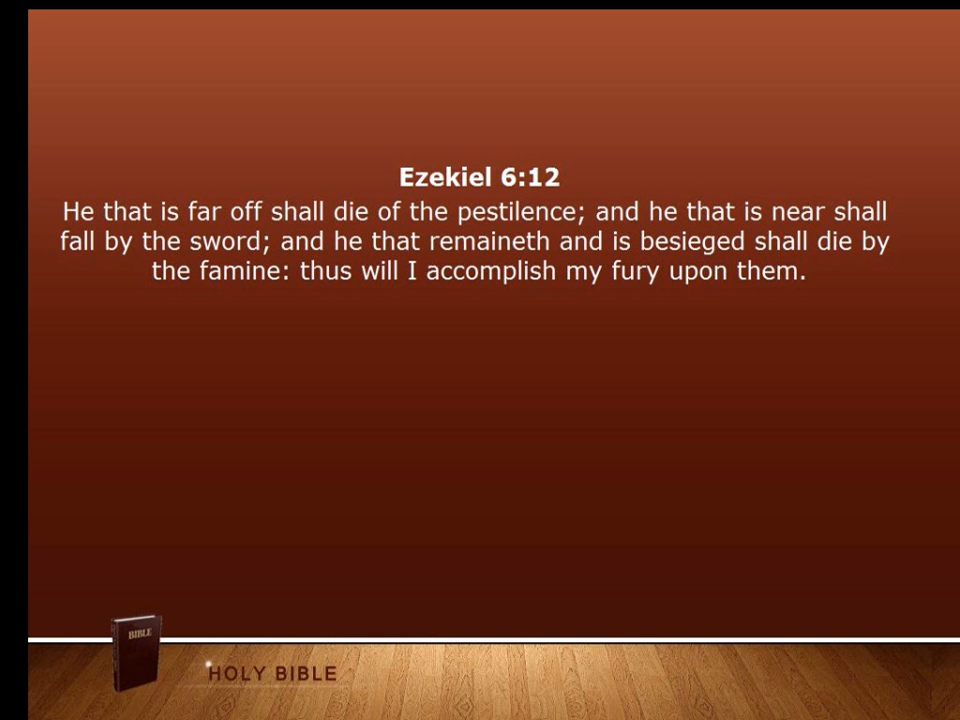 Ezekiel 6:12
He that is far off shall die of the pestilence; and he that is near shall
fall by the sword; and he that remaineth and is besieged shall die by
the famine: thus will I accomplish my fury upon them.
BIBLE
HOLY BIBLE